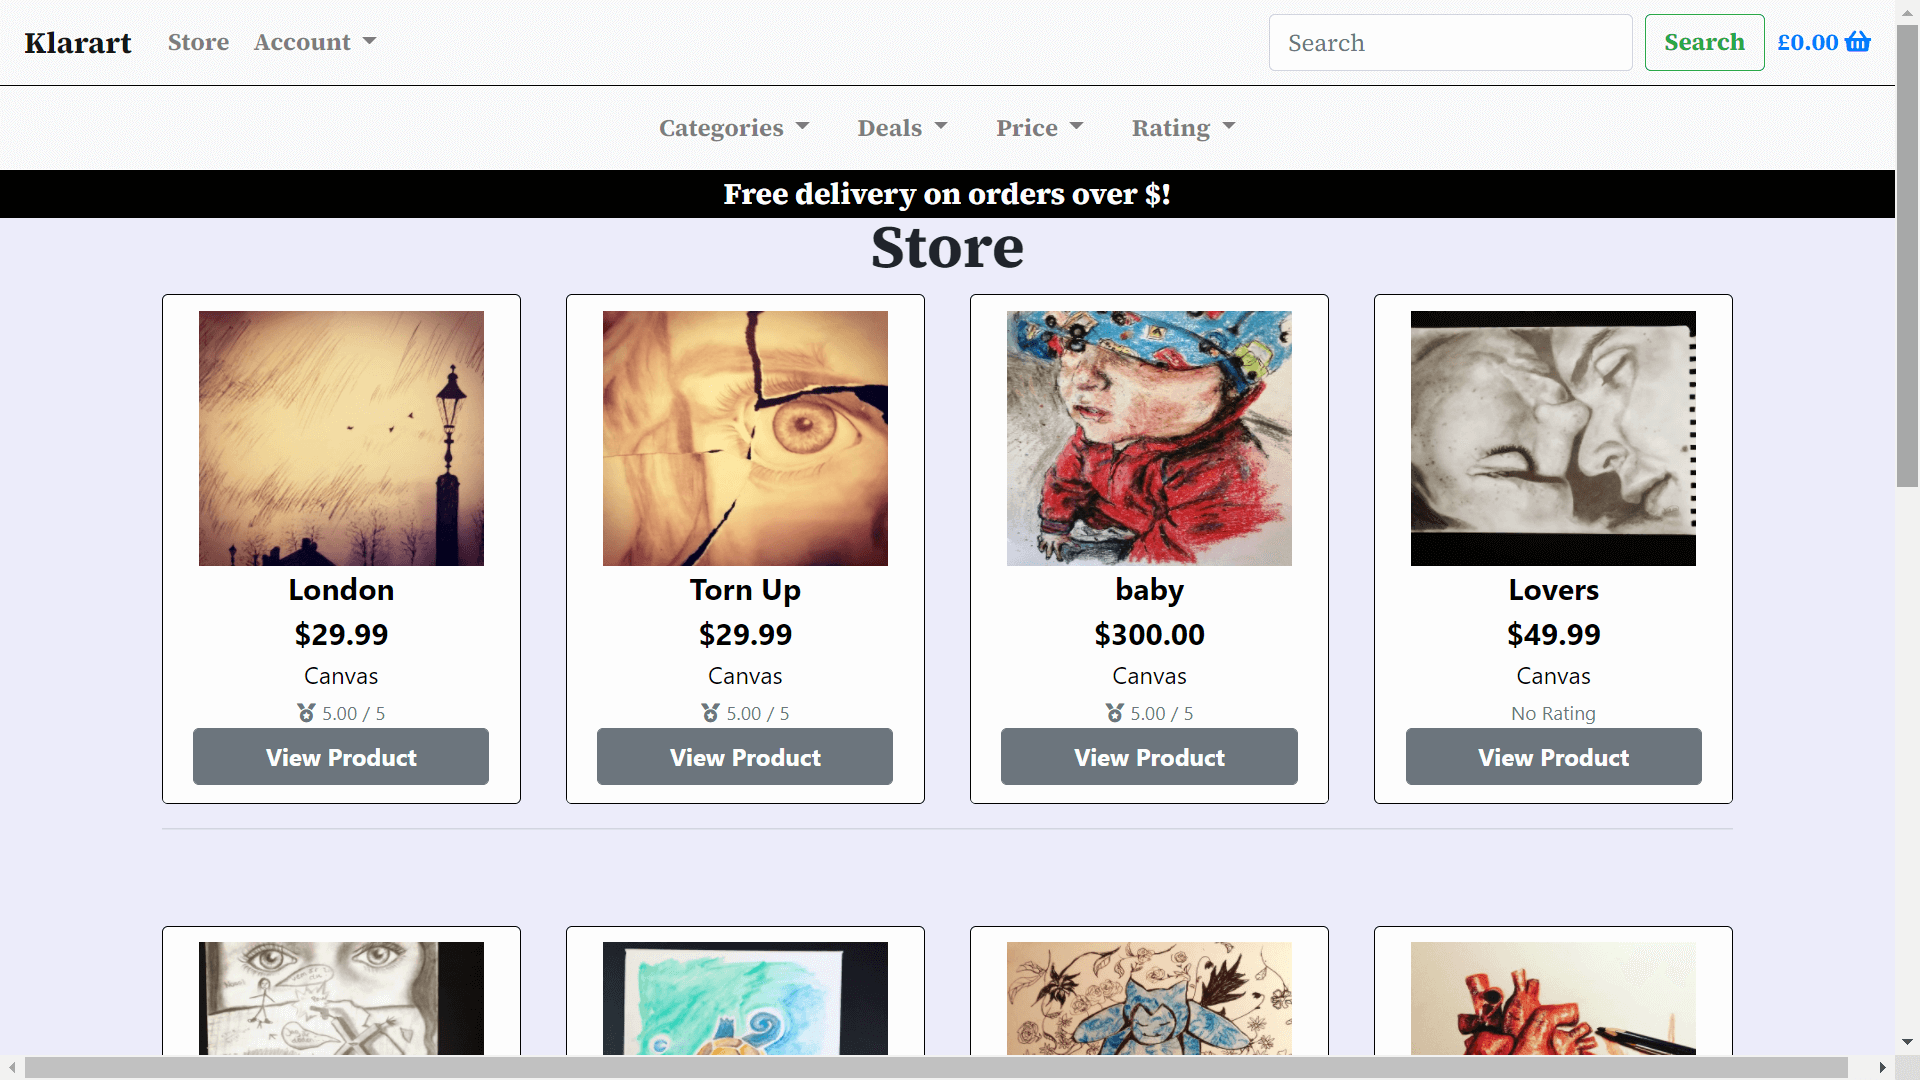 Klarart Store Account Search Search £0.00
Categories Deals Price Rating
Free delivery on orders over $!
Store
London
$29.99
Canvas
5.00 / 5
View Product
Torn Up
$29.99
Canvas
5.00 / 5
View Product
baby
$300.00
Canvas
5.00 / 5
View Product
Lovers
$49.99
Canvas
No Rating
View Product